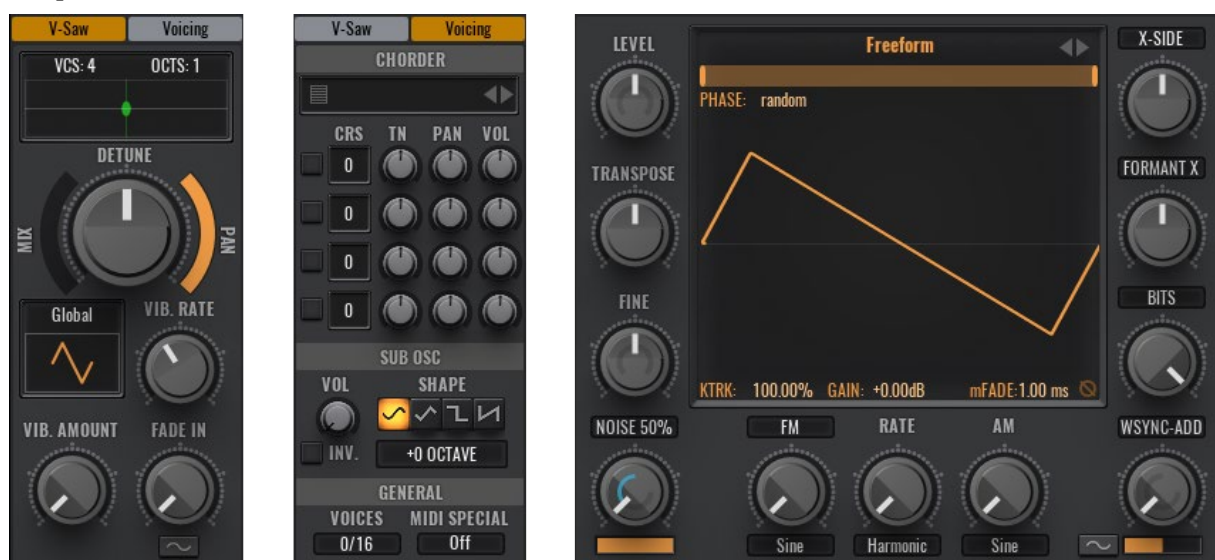 V-Saw Voicing
VCS: 4 OCTS: 1
DETUNE
MIX
PAN
Global
VIB. RATE
VIB. AMOUNT FADE IN
V-Saw Voicing
CHORDER
CRS TN PAN VOL
0
0
0
0
SUB OSC
VOL SHAPE
INV. +0 OCTAVE
GENERAL
VOICES MIDI SPECIAL
0/16 Off
LEVEL
TRANSPOSE
FINE
Freeform
PHASE: random
KTRK: 100.00% GAIN: +0.00dB mFADE:1.00 ms
X-SIDE
FORMANT X
BITS
NOISE 50% FM RATE AM WSYNC-ADD
Sine Harmonic Sine